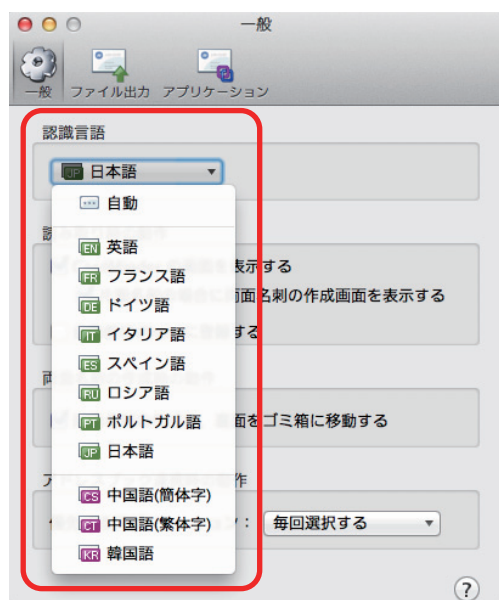 一般
一般 ファイル出力 アプリケーション
認識言語
JP 日本語
自動
EN 英語
表示する
FR フランス語
DE ドイツ語
両面名刺の作成画面を表示する
IT イタリア語
する
ES スペイン語
RU ロシア語
PT ポルトガル語
面をゴミ箱に移動する
JP 日本語
作
CS 中国語(簡体字)
CT 中国語(繁体字)
： 毎回選択する
KR 韓国語
?